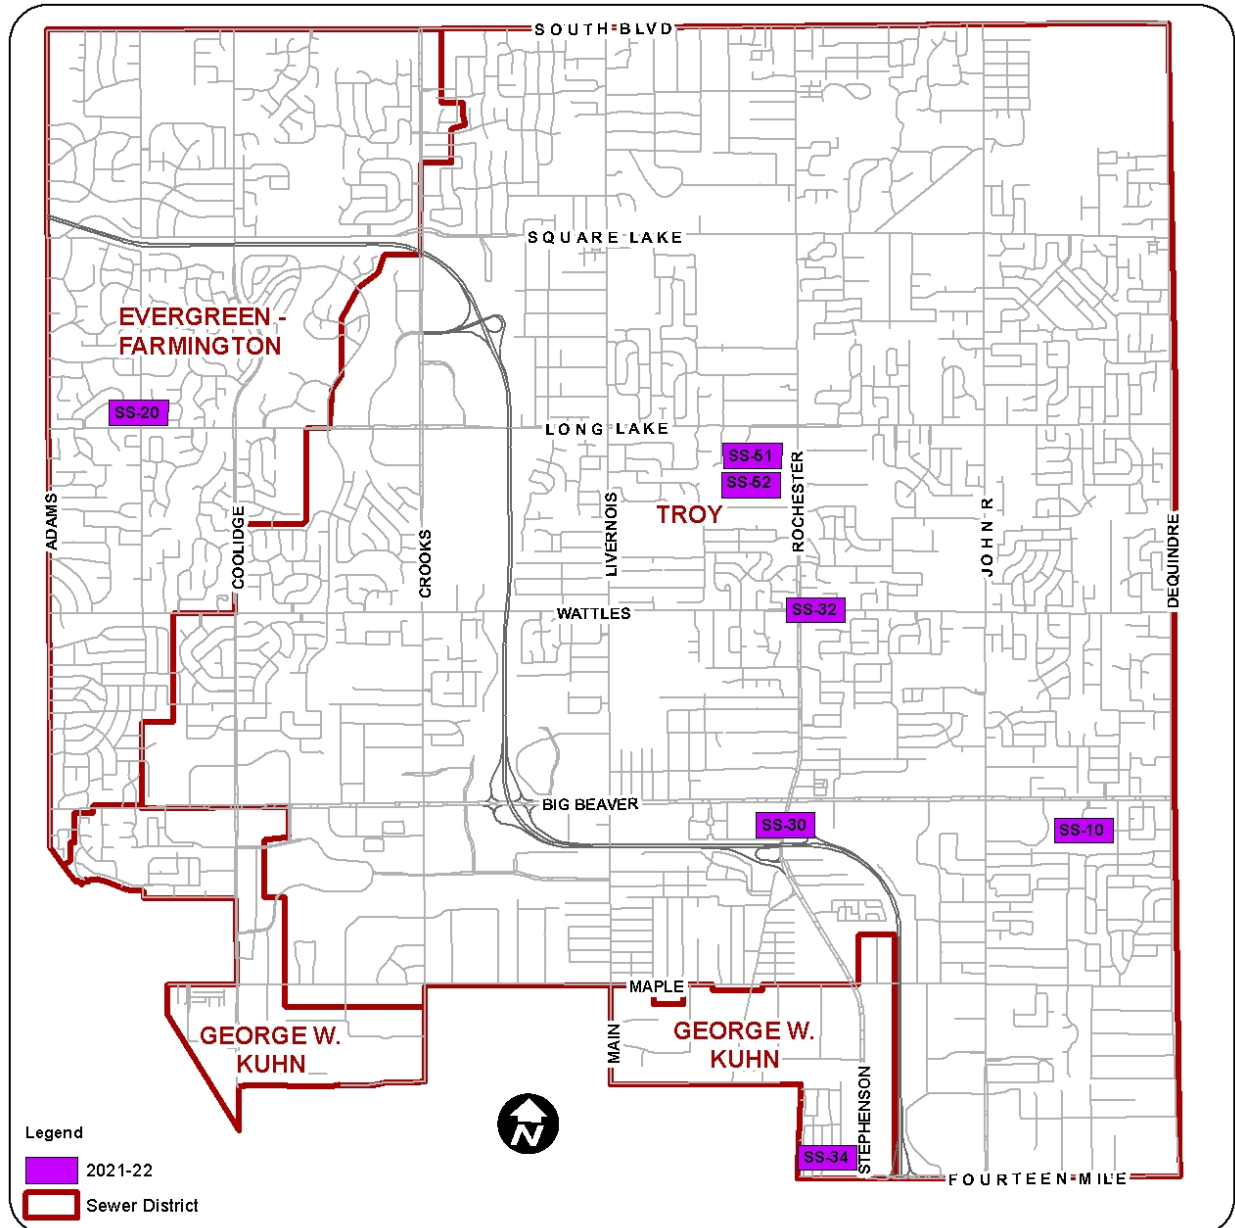 SOUTH BLVD
SQUARE LAKE
EVERGREEN -
FARMINGTON
SS-20
LONG LAKE
SS-51
SS-52
TROY
ADAMS
COOLIDGE
CROOKS
LIVERNOIS
ROCHESTER
JOHN R
DEQUINDRE
WATTLES
SS-32
BIG BEAVER
SS-30
SS-10
MAPLE
GEORGE W.
KUHN
MAIN
GEORGE W.
KUHN
STEPHENSON
N
SS-34
FOURTEEN MILE
Legend
2021-22
Sewer District